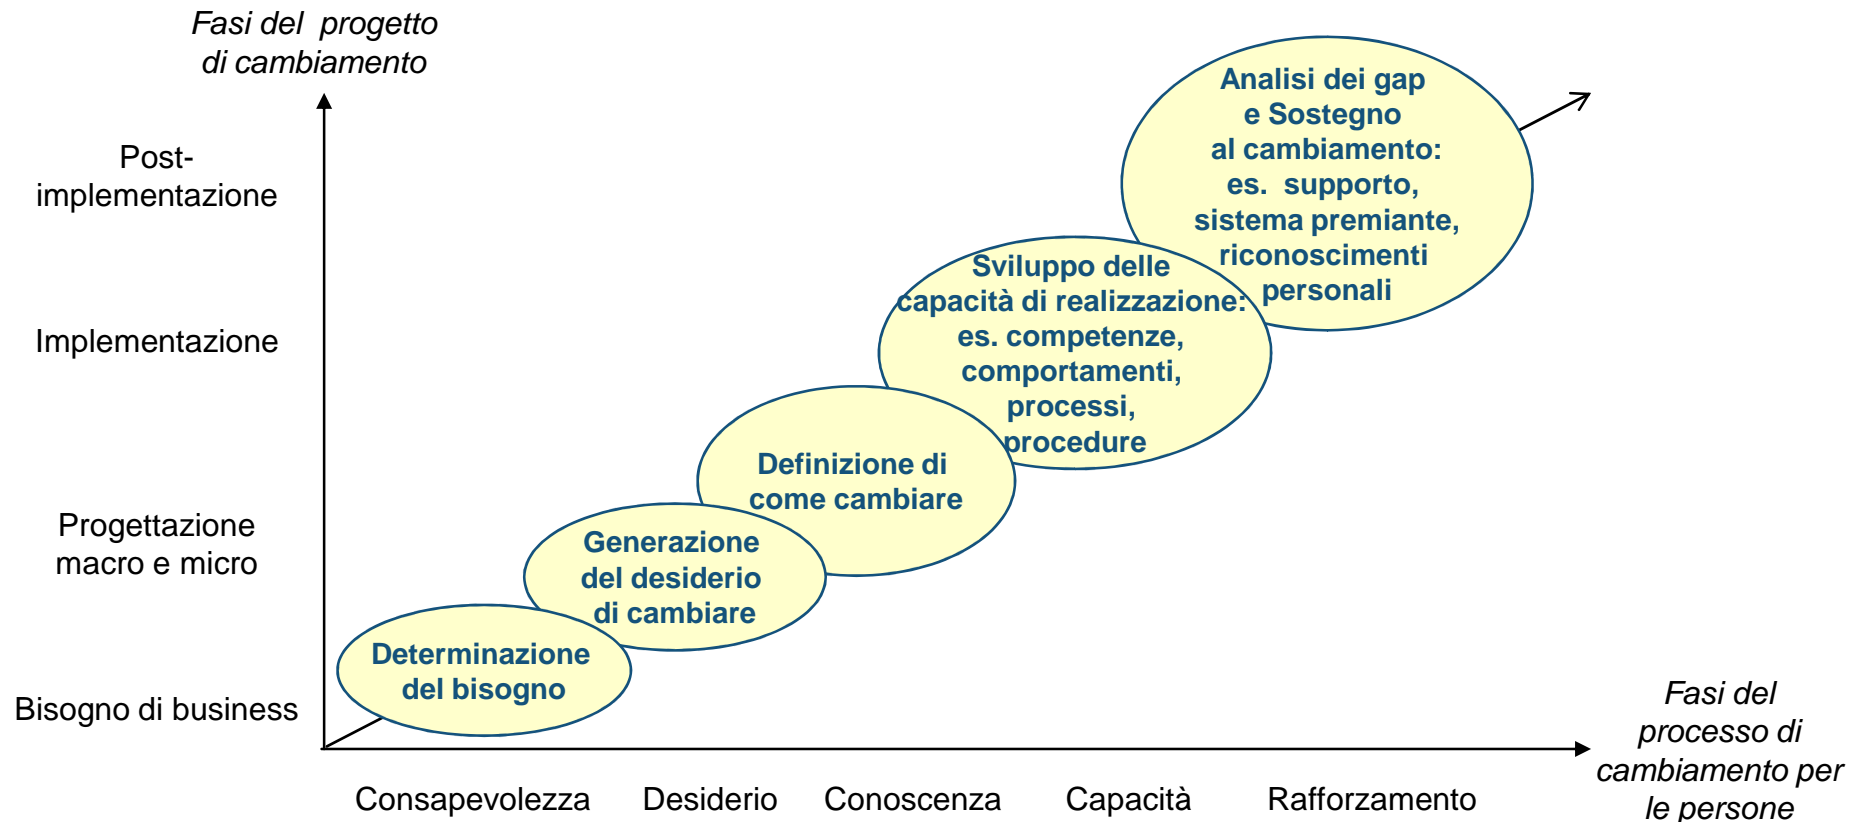 Fasi del progetto
di cambiamento
Post-
implementazione
Implementazione
Progettazione
macro e micro
Bisogno di business
Analisi dei gap
e Sostegno
al cambiamento:
es. supporto,
sistema premiante,
riconoscimenti
personali
Sviluppo delle
capacità di realizzazione:
es. competenze,
comportamenti,
processi,
procedure
Definizione di
come cambiare
Generazione
del desiderio
di cambiare
Determinazione
del bisogno
Consapevolezza
Desiderio
Conoscenza
Capacità
Rafforzamento
Fasi del
processo di
cambiamento per
le persone